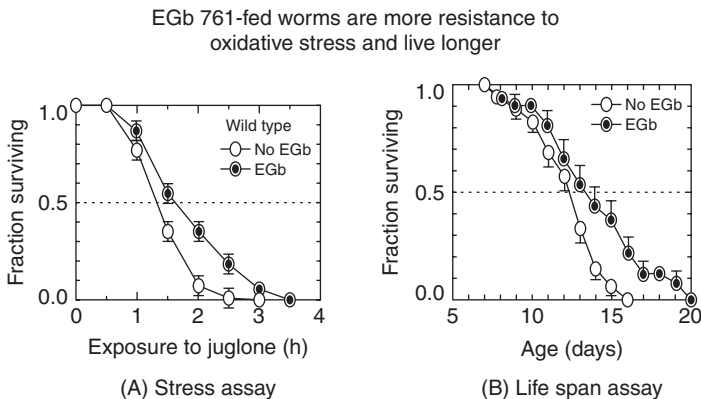 EGb 761-fed worms are more resistance to
oxidative stress and live longer
Fraction surviving
1.0
0.5
0.0
0 1 2 3 4
Wild type
No EGb
EGb
Exposure to juglone (h)
(A) Stress assay
Fraction surviving
1.0
0.5
0.0
5 10 15 20
No EGb
EGb
Age (days)
(B) Life span assay